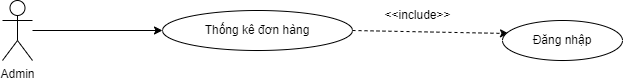 <<include>>
Thống kê đơn hàng
Đăng nhập
Admin